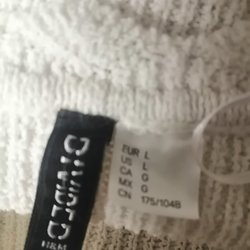 DIVIDED
H&M
EUR L
US L
CA G
MX G
CN 175/104B